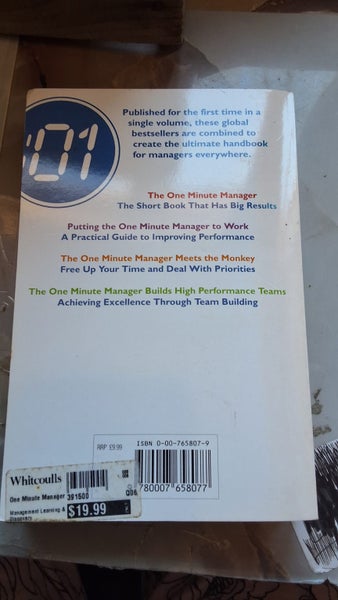 :01
Published for the first time in a
single volume, these global
bestsellers are combined to
create the ultimate handbook
for managers everywhere.
The One Minute Manager
The Short Book That Has Big Results
Putting the One Minute Manager to Work
A Practical Guide to Improving Performance
The One Minute Manager Meets the Monkey
Free Up Your Time and Deal With Priorities
The One Minute Manager Builds High Performance Teams
Achieving Excellence Through Team Building
RRP £9.99
ISBN 0-00-765807-9
780007 658077
Whitcoulls
One Minute Manager 391500
Management Learning &
$19.99